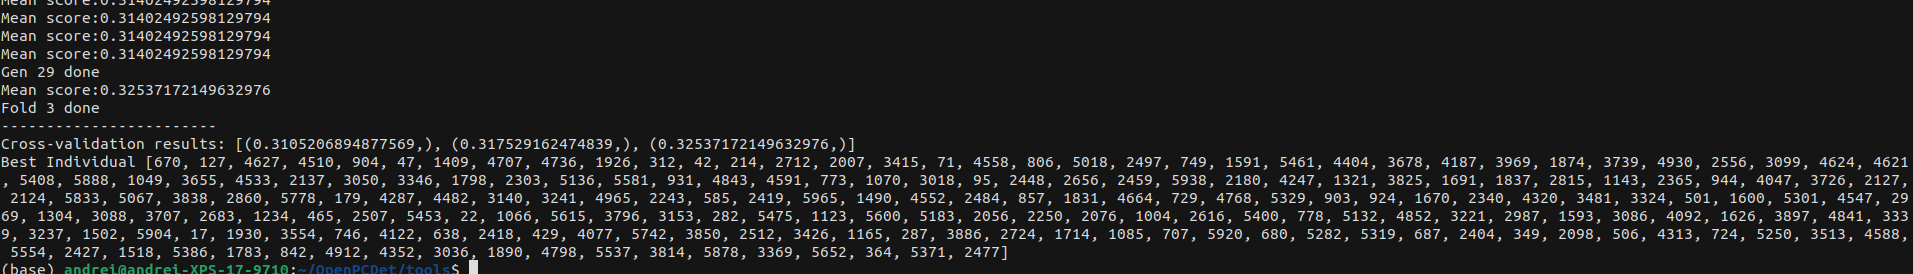 Mean score:0.31402492598129794
Mean score:0.31402492598129794
Mean score:0.31402492598129794
Mean score:0.31402492598129794
Gen 29 done
Mean score:0.32537172149632976
Fold 3 done
------------------------
Cross-validation results: [(0.3105206894877569,), (0.317529162474839,), (0.32537172149632976,)]
Best Individual [670, 127, 4627, 4510, 904, 47, 1409, 4707, 4736, 1926, 312, 42, 214, 2712, 2007, 3415, 71, 4558, 806, 5018, 2497, 749, 1591, 5461, 4404, 3678, 4187, 3969, 1874, 3739, 4930, 2556, 3099, 4624, 4621
, 5408, 5888, 1049, 3655, 4533, 2137, 3050, 3346, 1798, 2303, 5136, 5581, 931, 4843, 4591, 773, 1070, 3018, 95, 2448, 2656, 2459, 5938, 2180, 4247, 1321, 3825, 1691, 1837, 2815, 1143, 2365, 944, 4047, 3726, 2127,
 2124, 5833, 5067, 3838, 2860, 5778, 179, 4287, 4482, 3140, 3241, 4965, 2243, 585, 2419, 5965, 1490, 4552, 2484, 857, 1831, 4664, 729, 4768, 5329, 903, 924, 1670, 2340, 4320, 3481, 3324, 501, 1600, 5301, 4547, 29
69, 1304, 3088, 3707, 2683, 1234, 465, 2507, 5453, 22, 1066, 5615, 3796, 3153, 282, 5475, 1123, 5600, 5183, 2056, 2250, 2076, 1004, 2616, 5400, 778, 5132, 4852, 3221, 2987, 1593, 3086, 4092, 1626, 3897, 4841, 333
9, 3237, 1502, 5904, 17, 1930, 3554, 746, 4122, 638, 2418, 429, 4077, 5742, 3850, 2512, 3426, 1165, 287, 3886, 2724, 1714, 1085, 707, 5920, 680, 5282, 5319, 687, 2404, 349, 2098, 506, 4313, 724, 5250, 3513, 4588,
 5554, 2427, 1518, 5386, 1783, 842, 4912, 4352, 3036, 1890, 4798, 5537, 3814, 5878, 3369, 5652, 364, 5371, 2477]
(base) andrei@andrei-XPS-17-9710:~/OpenPCDet/tools$